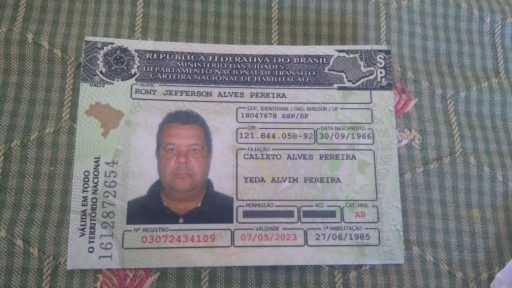 REPÚBLICA FEDERATIVA DO BRASIL
MINISTÉRIO DAS CIDADES
DEPARTAMENTO NACIONAL DE TRÂNSITO
CARTEIRA NACIONAL DE HABILITAÇÃO
SP
NOME
RONY JEFFERSON ALVES PEREIRA
DOC. IDENTIDADE / ÓRG. EMISSOR / UF
18047678 SSP/SP
CPF
DATA NASCIMENTO
121.844.058-92
30/09/1966
FILIAÇÃO
CALIXTO ALVES PEREIRA
YEDA ALVIM PEREIRA
PERMISSÃO
ACC
CAT. HAB.
AB
Nº REGISTRO
VALIDADE
1ª HABILITAÇÃO
03072434109
07/05/2023
27/06/1985
VÁLIDA EM TODO
O TERRITÓRIO NACIONAL
1612872654